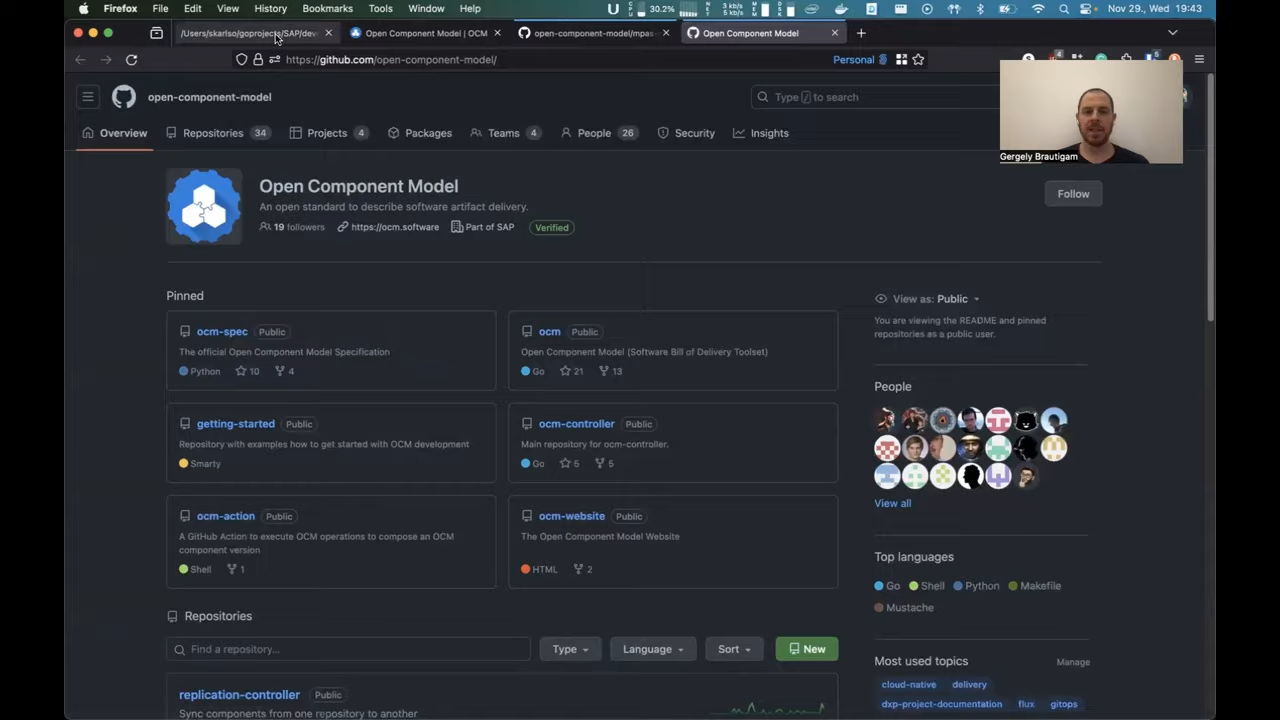 Firefox File Edit View History Bookmarks Tools Window Help
30.2% 3 kb/s 5 kb/s Nov 29., Wed 19:43
/Users/skarlso/goprojects/SAP/deve
Open Component Model | OCM
open-component-model/mpas
Open Component Model
https://github.com/open-component-model/
Personal
open-component-model
Type / to search
Overview
Repositories 34
Projects 4
Packages
Teams 4
People 26
Security
Insights
Gergely Brautigam
Open Component Model
An open standard to describe software artifact delivery.
19 followers https://ocm.software Part of SAP Verified
Follow
Pinned
ocm-spec Public
The official Open Component Model Specification
Python 10 4
ocm Public
Open Component Model (Software Bill of Delivery Toolset)
Go 21 13
getting-started Public
Repository with examples how to get started with OCM development
Smarty
ocm-controller Public
Main repository for ocm-controller.
Go 5 5
ocm-action Public
A GitHub Action to execute OCM operations to compose an OCM
component version
Shell 1
ocm-website Public
The Open Component Model Website
HTML 2
Repositories
Find a repository...
Type
Language
Sort
New
replication-controller Public
Sync components from one repository to another
View as: Public
You are viewing the README and pinned
repositories as a public user.
People
View all
Top languages
Go Shell Python Makefile
Mustache
Most used topics Manage
cloud-native delivery
dxp-project-documentation flux gitops